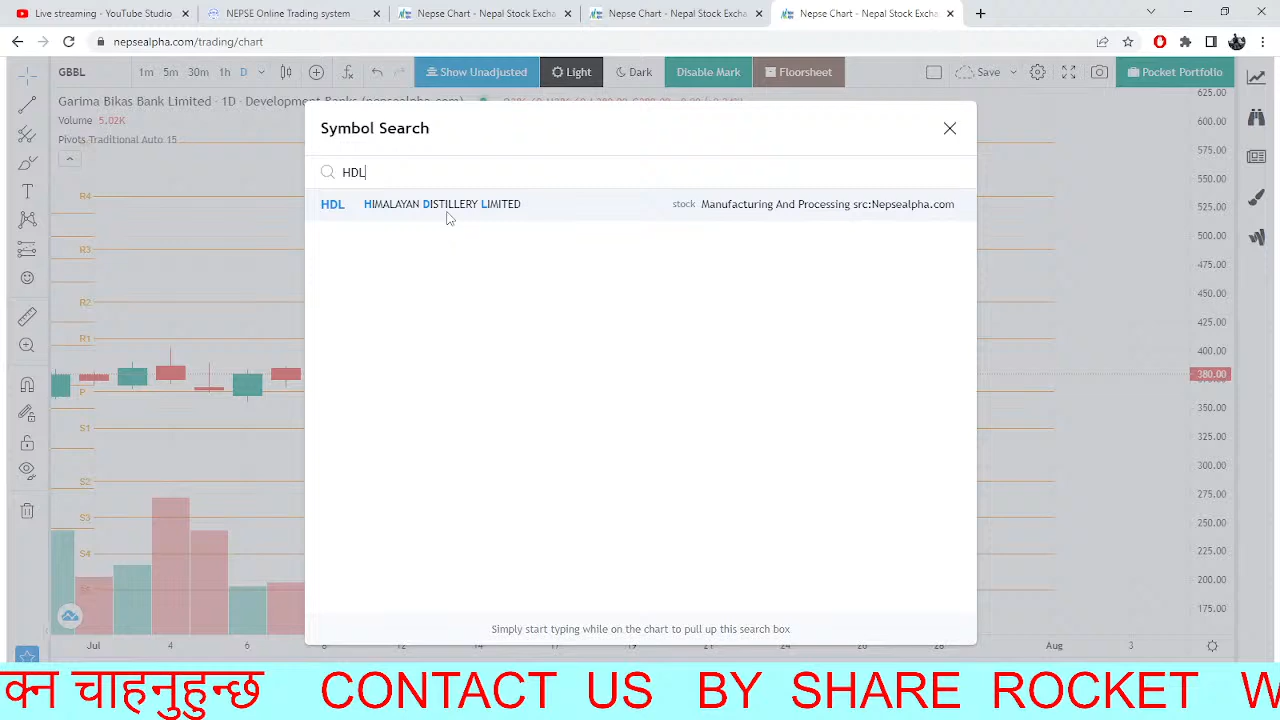 Live streaming - YouTube Studio
NEPSE Online Trading system
Nepse Chart - Nepal Stock Excha
Nepse Chart - Nepal Stock Excha
Nepse Chart - Nepal Stock Excha
nepsealpha.com/trading/chart
GBBL 1m 5m 30m 1h D Show Unadjusted Light Dark Disable Mark Floorsheet Save Pocket Portfolio
Garima Bikas Bank Limited · 1D · Development Banks (nepsealpha.com)
Volume 5.02K
Pivots Traditional Auto 15
Symbol Search
HDL
HDL HIMALAYAN DISTILLERY LIMITED stock Manufacturing And Processing src:Nepsealpha.com
Simply start typing while on the chart to pull up this search box
R4
R3
R2
R1
P
S1
S2
S3
S4
625.00
600.00
575.00
550.00
525.00
500.00
475.00
450.00
425.00
400.00
380.00
350.00
325.00
300.00
275.00
250.00
225.00
200.00
175.00
Jul 4 6 Aug 3
क्न चाहनुहुन्छ CONTACT US BY SHARE ROCKET W